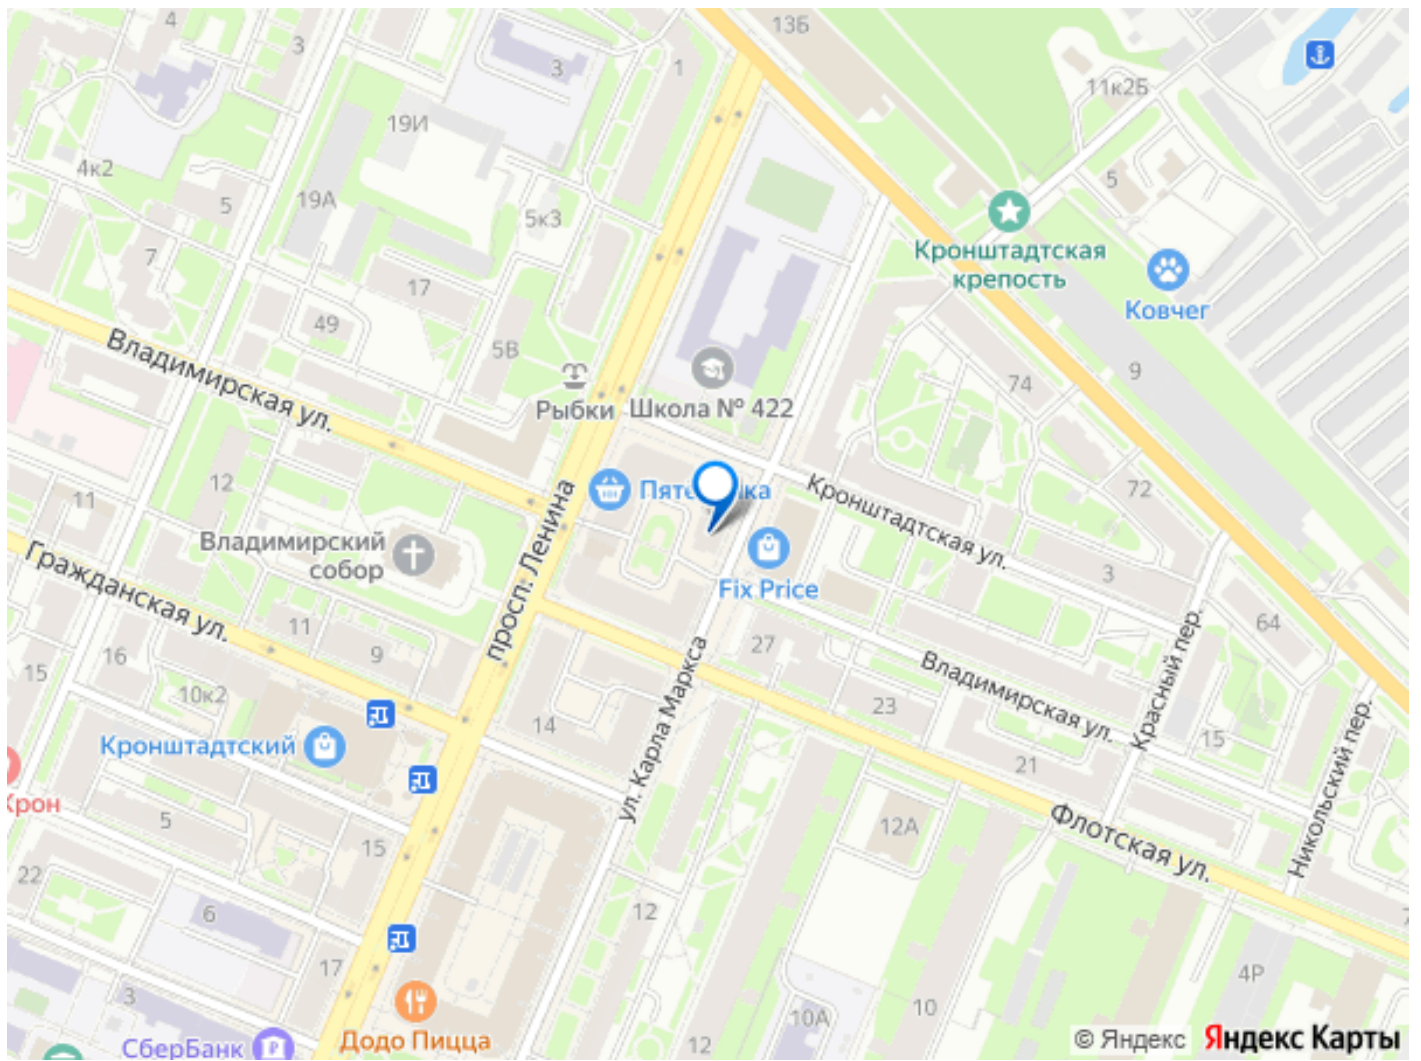 13Б
4
3
3
1
11к2Б
19И
4к2
5
19А
5
5к3
Кронштадтская
крепость
7
17
Ковчег
49
5В
Владимирская ул.
Рыбки
Школа № 422
74
9
12
11
просп. Ленина
Кронштадтская ул.
72
Владимирский
собор
Fix Price
3
Гражданская ул.
11
9
27
64
15
16
10к2
ул. Карла Маркса
Владимирская ул.
Красный пер.
Никольский пер.
23
14
15
Кронштадтский
21
Флотская ул.
5
15
12А
22
6
12
17
4Р
3
10
10А
Додо Пицца
СберБанк
12
© Яндекс Яндекс Карты